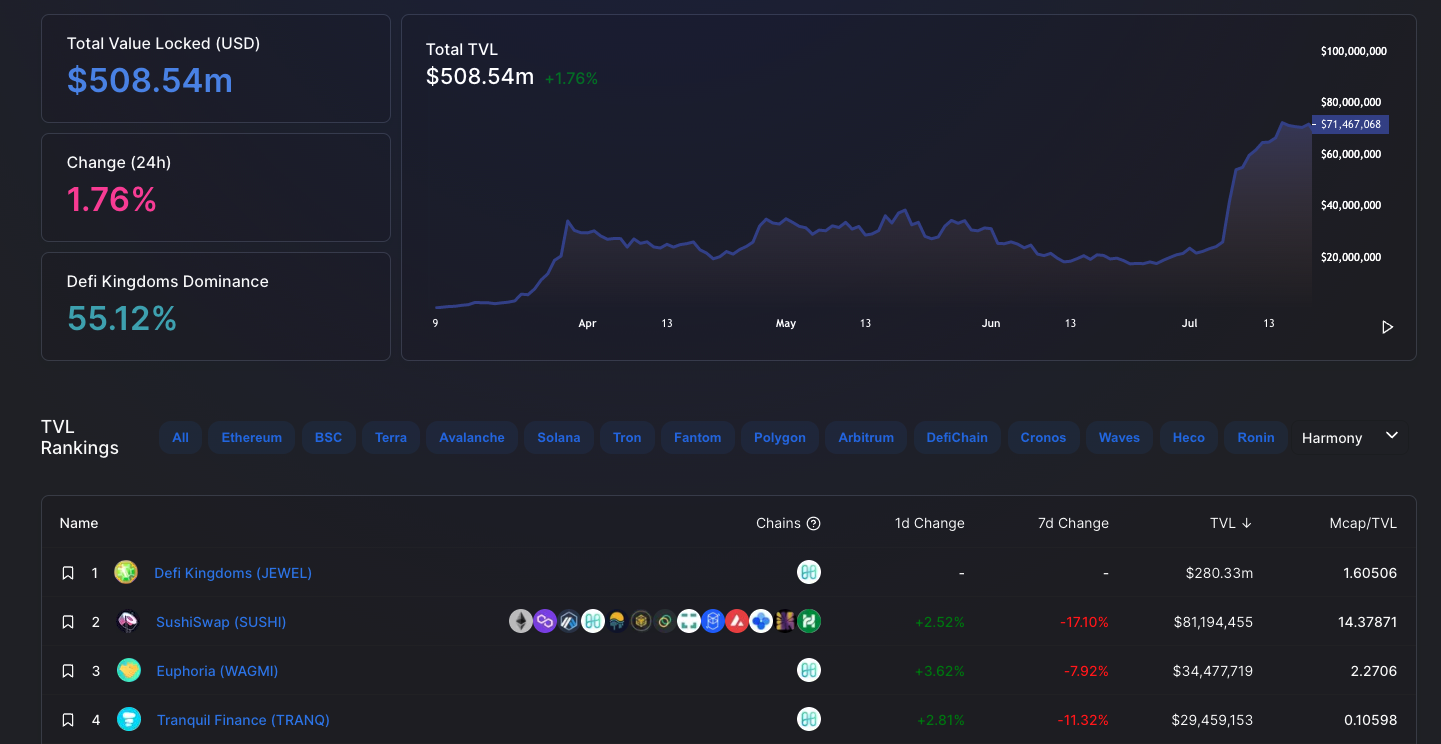 Total Value Locked (USD)
$508.54m
Change (24h)
1.76%
Defi Kingdoms Dominance
55.12%
Total TVL
$508.54m +1.76%
$100,000,000
$80,000,000
$71,467,068
$60,000,000
$40,000,000
$20,000,000
9 Apr 13 May 13 Jun 13 Jul 13
TVL
Rankings
All Ethereum BSC Terra Avalanche Solana Tron Fantom Polygon Arbitrum DefiChain Cronos Waves Heco Ronin Harmony
Name Chains 1d Change 7d Change TVL Mcap/TVL
1 Defi Kingdoms (JEWEL) - - $280.33m 1.60506
2 SushiSwap (SUSHI) +2.52% -17.10% $81,194,455 14.37871
3 Euphoria (WAGMI) +3.62% -7.92% $34,477,719 2.2706
4 Tranquil Finance (TRANQ) +2.81% -11.32% $29,459,153 0.10598